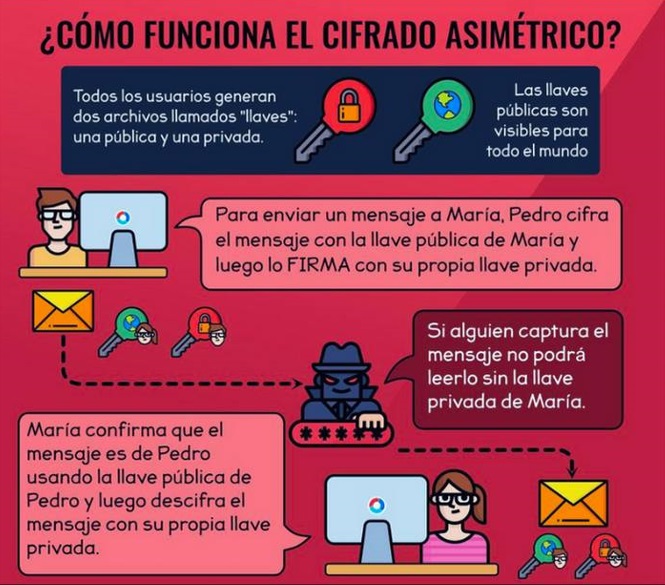 ¿CÓMO FUNCIONA EL CIFRADO ASIMÉTRICO?
Todos los usuarios generan
dos archivos llamados "llaves":
una pública y una privada.
Las llaves
públicas son
visibles para
todo el mundo
Para enviar un mensaje a María, Pedro cifra
el mensaje con la llave pública de María y
luego lo FIRMA con su propia llave privada.
Si alguien captura el
mensaje no podrá
leerlo sin la llave
privada de María.
*****
María confirma que el
mensaje es de Pedro
usando la llave pública de
Pedro y luego descifra el
mensaje con su propia llave
privada.